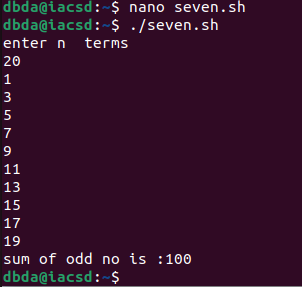 dbda@iacsd:~$ nano seven.sh
dbda@iacsd:~$ ./seven.sh
enter n  terms
20
1
3
5
7
9
11
13
15
17
19
sum of odd no is :100
dbda@iacsd:~$